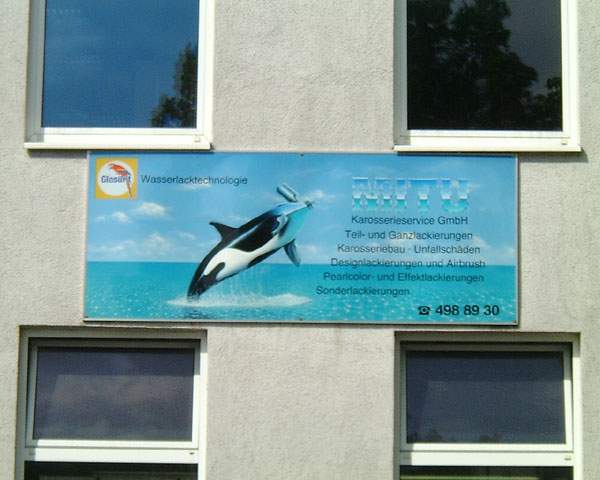 Glasurit
Wasserlacktechnologie
Karosserieservice GmbH
Teil- und Ganzlackierungen
Karosseriebau - Unfallschäden
Designlackierungen und Airbrush
Pearlcolor- und Effektlackierungen
Sonderlackierungen
☎ 498 89 30